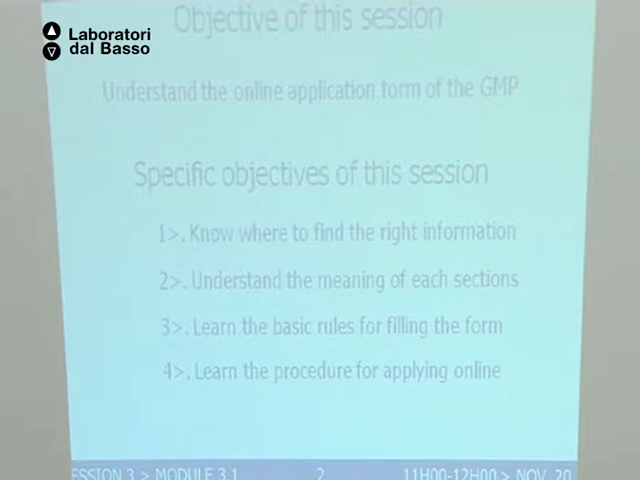 Laboratori
dal Basso
Objective of this session
Understand the online application form of the GMP
Specific objectives of this session
1>. Know where to find the right information
2>. Understand the meaning of each sections
3>. Learn the basic rules for filling the form
4>. Learn the procedure for applying online
ESSION 3 > MODULE 3.1 2 11H00-12H00 > NOV. 20